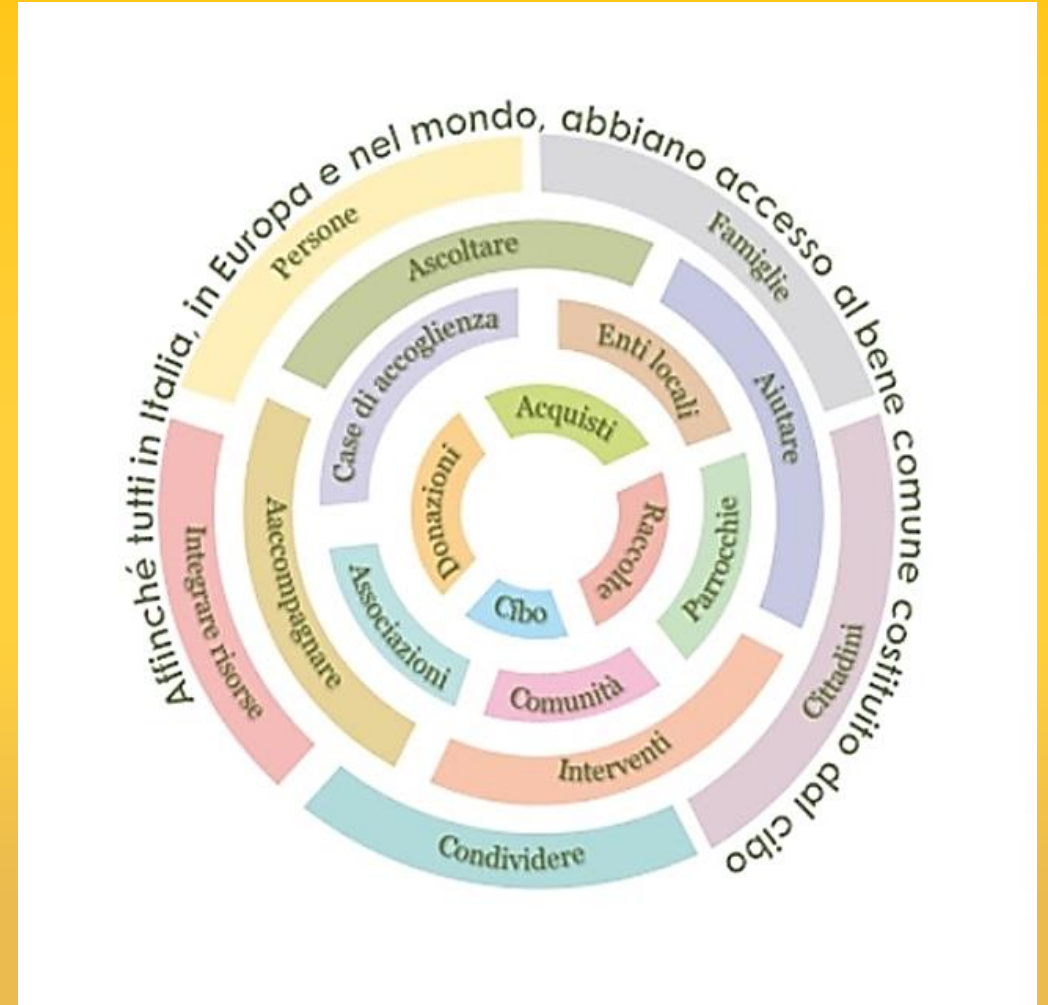 Affinché tutti in Italia, in Europa e nel mondo, abbiano accesso al bene comune costituito dal cibo
Persone
Famiglie
Cittadini
Condividere
Integrare risorse
Ascoltare
Aiutare
Interventi
Aaccompagnare
Case di accoglienza
Enti locali
Parrocchie
Comunità
Associazioni
Acquisti
Raccolte
Cibo
Donazioni